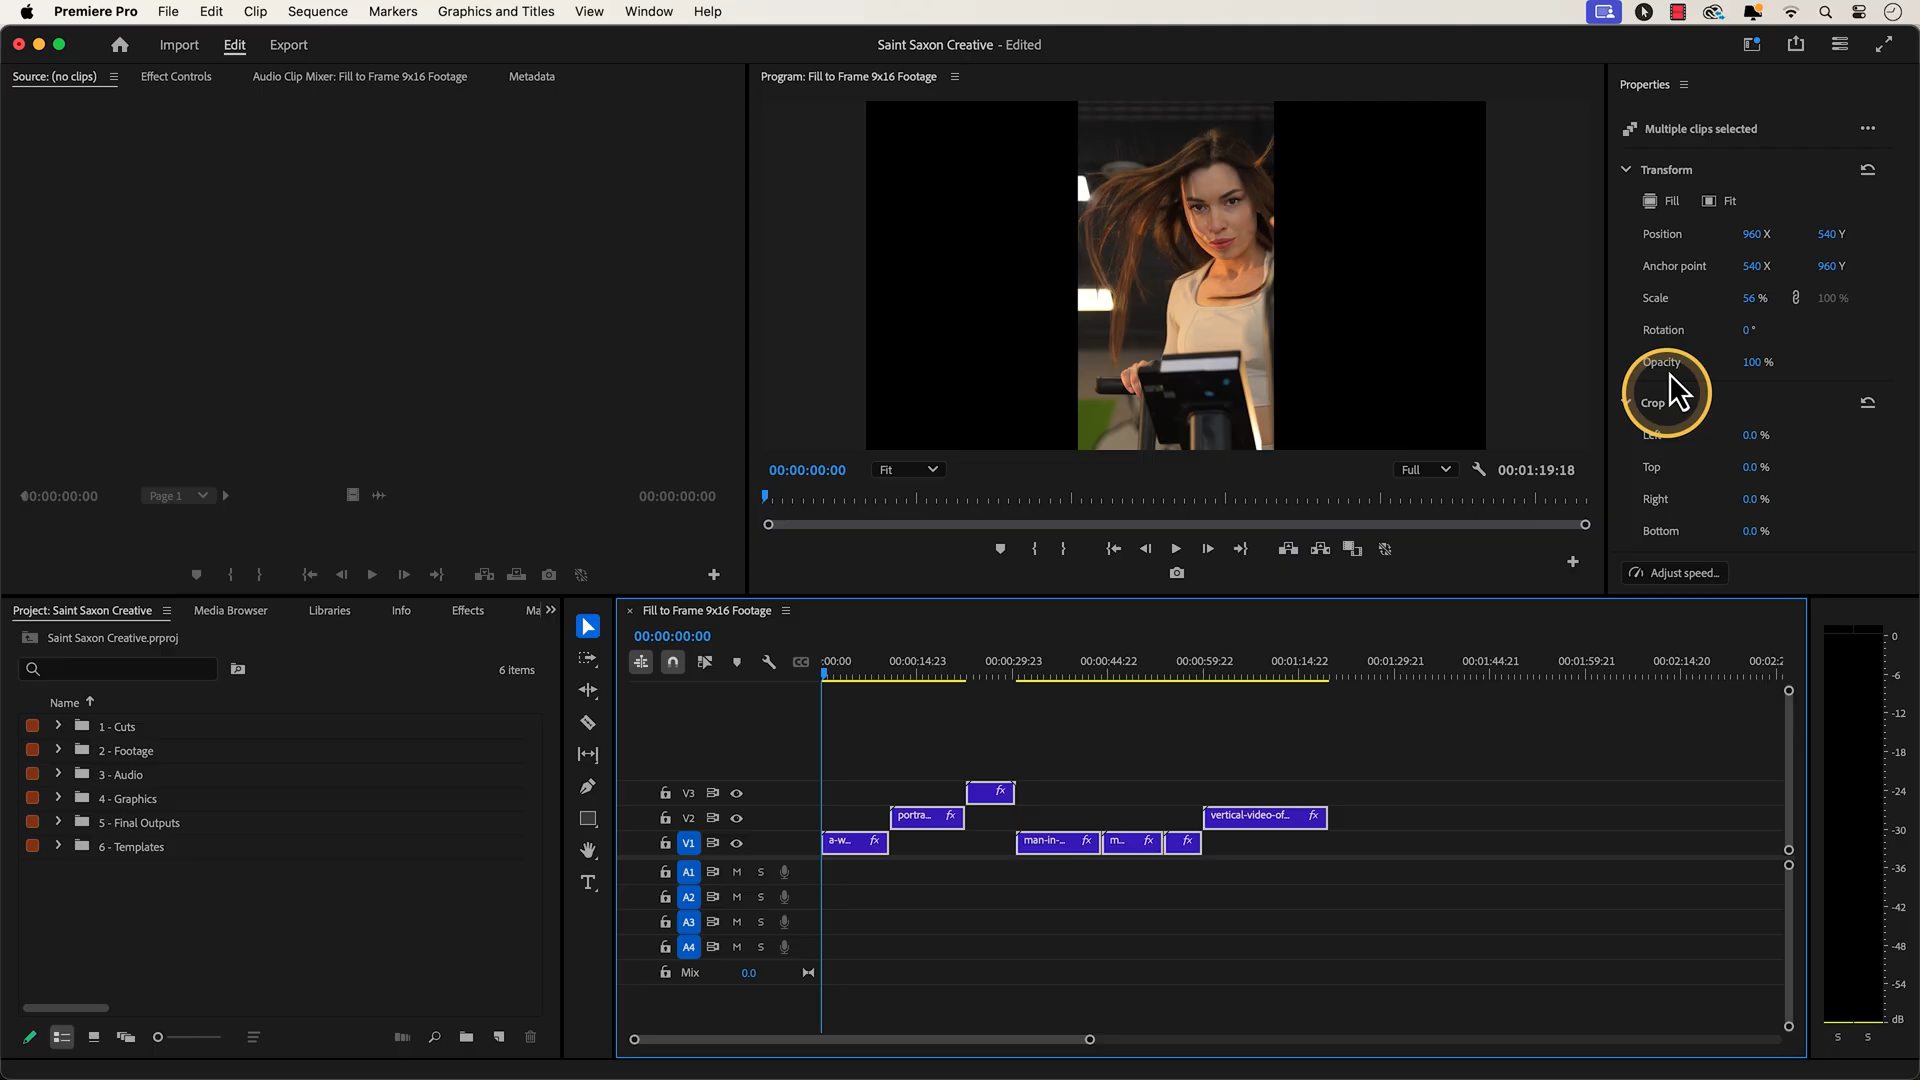 Premiere Pro File Edit Clip Sequence Markers Graphics and Titles View Window Help
Import Edit Export
Saint Saxon Creative - Edited
Source: (no clips) Effect Controls Audio Clip Mixer: Fill to Frame 9x16 Footage Metadata
00:00:00:00 Page 1 00:00:00:00
Program: Fill to Frame 9x16 Footage
00:00:00:00 Fit Full 00:01:19:18
Properties
Multiple clips selected
Transform
Fill Fit
Position 960 X 540 Y
Anchor point 540 X 960 Y
Scale 56 % 100 %
Rotation 0 °
Opacity 100 %
Crop
Left 0.0 %
Top 0.0 %
Right 0.0 %
Bottom 0.0 %
Adjust speed...
Project: Saint Saxon Creative Media Browser Libraries Info Effects Ma
Saint Saxon Creative.prproj
6 items
Name
1 - Cuts
2 - Footage
3 - Audio
4 - Graphics
5 - Final Outputs
6 - Templates
Fill to Frame 9x16 Footage
00:00:00:00
CC :00:00 00:00:14:23 00:00:29:23 00:00:44:22 00:00:59:22 00:01:14:22 00:01:29:21 00:01:44:21 00:01:59:21 00:02:14:20 00:02:2
V3 fx
V2 portra... fx vertical-video-of... fx
V1 a-w... fx man-in-... fx m... fx fx
A1 M S
A2 M S
A3 M S
A4 M S
Mix 0.0
0
-6
-12
-18
-24
-30
-36
-42
-48
-54
dB
S S